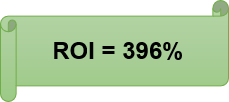 ROI = 396%